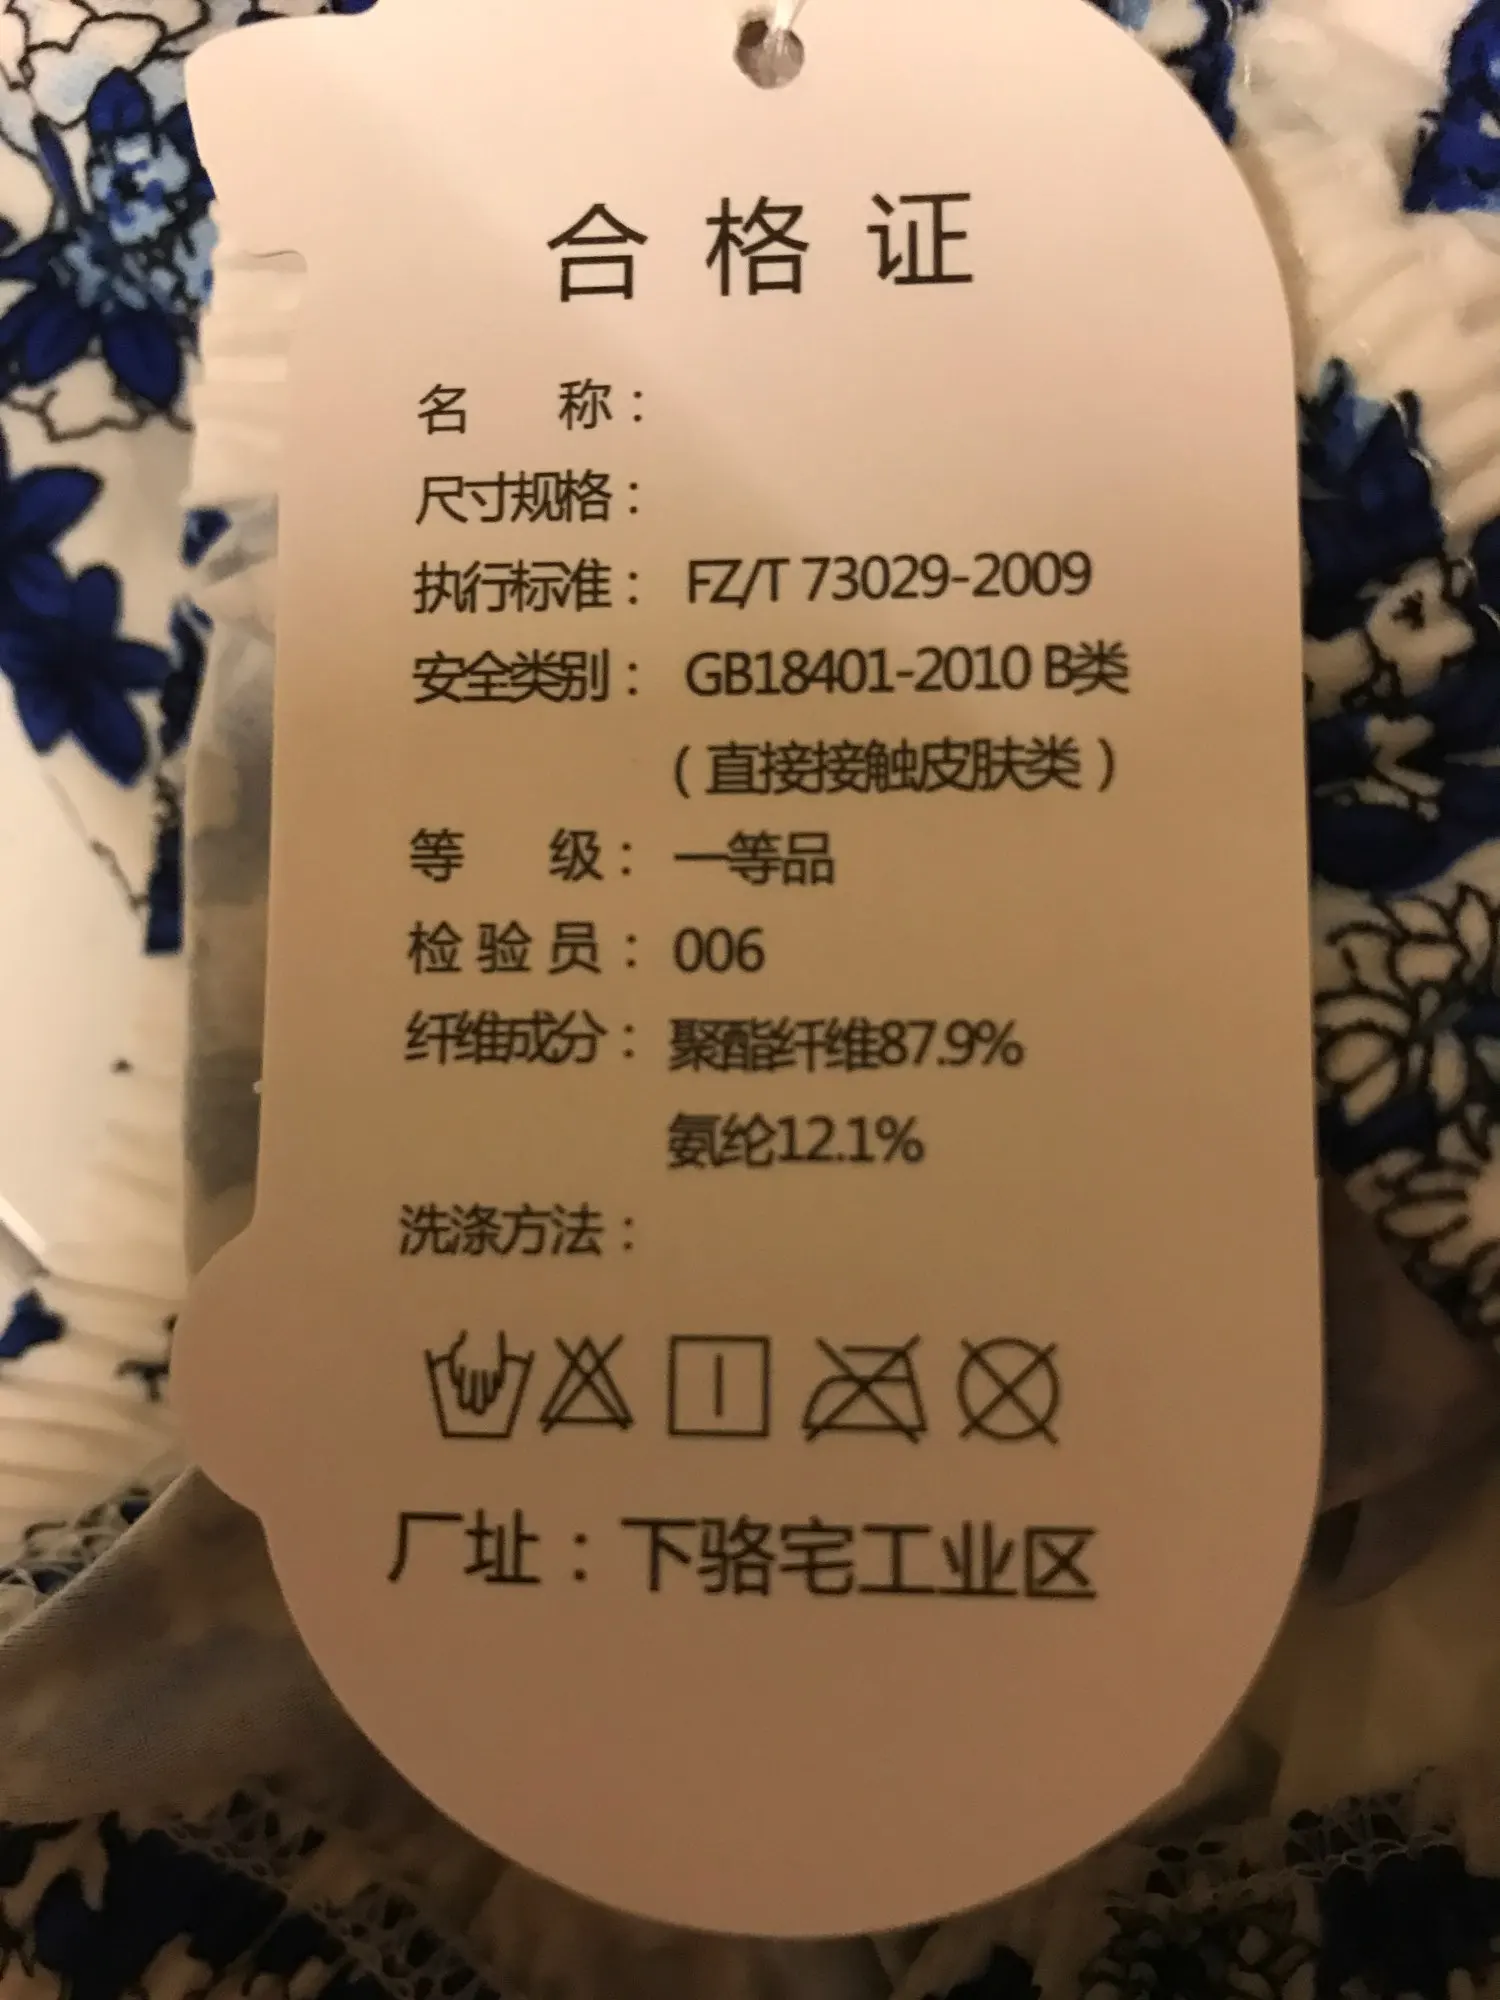 合格证
名 称：
尺寸规格：
执行标准： FZ/T 73029-2009
安全类别： GB18401-2010 B类
（直接接触皮肤类）
等 级： 一等品
检验员： 006
纤维成分： 聚酯纤维87.9%
氨纶12.1%
洗涤方法：
厂址：下骆宅工业区